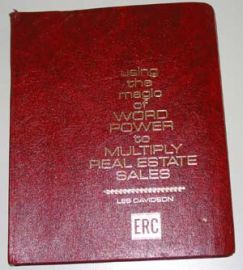 using
the
magic
of
WORD
POWER
to
MULTIPLY
REAL ESTATE
SALES
LES DAVIDSON
ERC